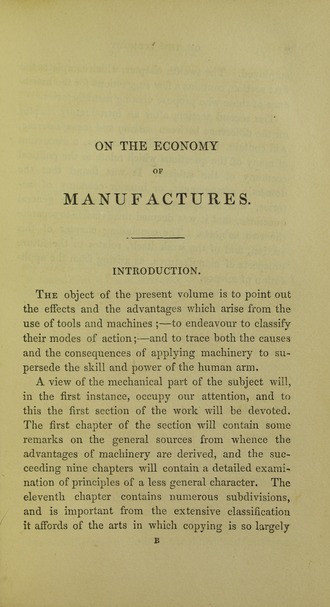 ON THE ECONOMY
OF
MANUFACTURES.
INTRODUCTION.
The object of the present volume is to point out
the effects and the advantages which arise from the
use of tools and machines ;—to endeavour to classify
their modes of action ;—and to trace both the causes
and the consequences of applying machinery to su-
persede the skill and power of the human arm.
A view of the mechanical part of the subject will,
in the first instance, occupy our attention, and to
this the first section of the work will be devoted.
The first chapter of the section will contain some
remarks on the general sources from whence the
advantages of machinery are derived, and the suc-
ceeding nine chapters will contain a detailed exami-
nation of principles of a less general character. The
eleventh chapter contains numerous subdivisions,
and is important from the extensive classification
it affords of the arts in which copying is so largely
B